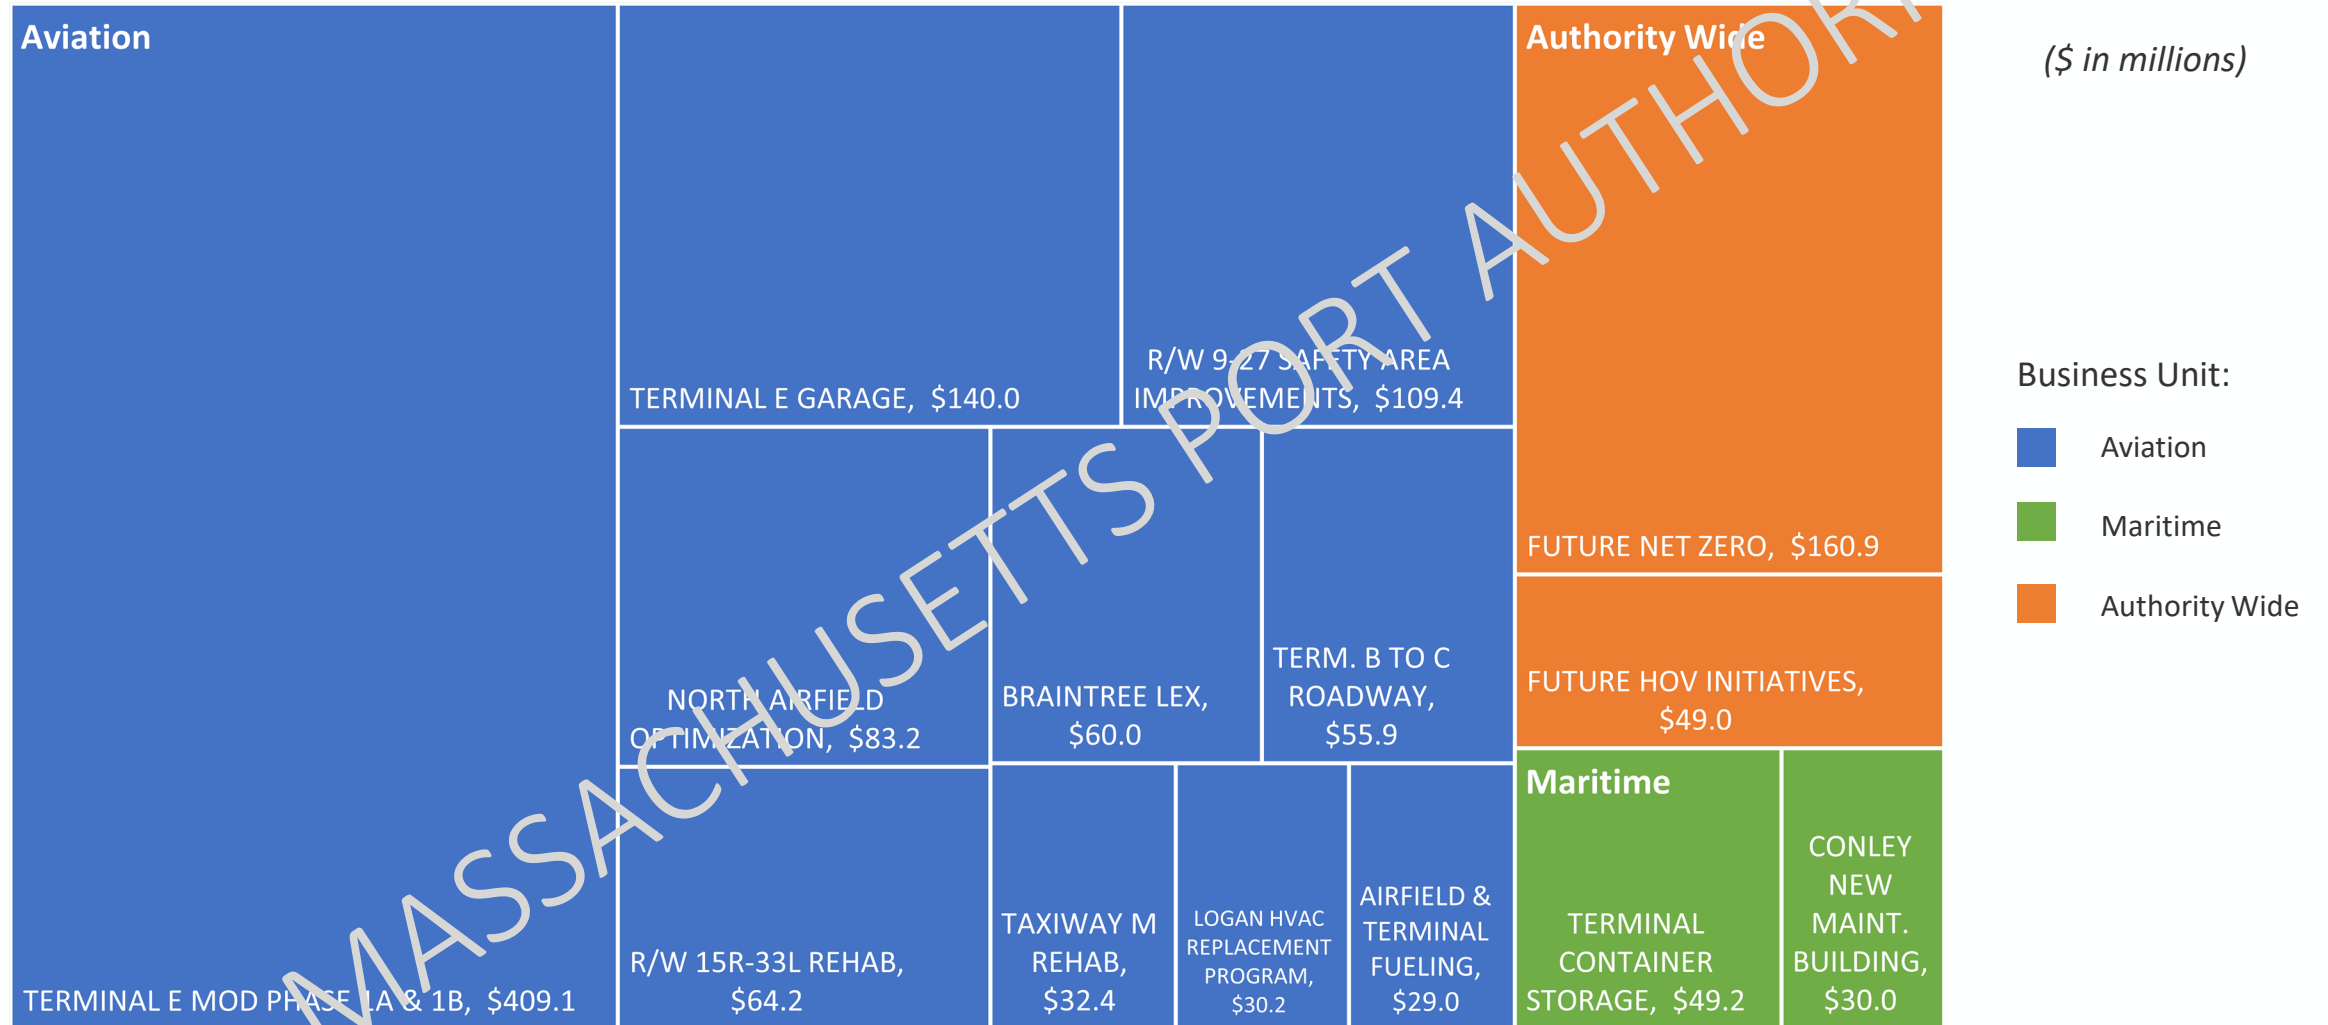 Aviation
TERMINAL E MOD PHASE 1A & 1B, $409.1
TERMINAL E GARAGE, $140.0
R/W 9-27 SAFETY AREA
IMPROVEMENTS, $109.4
NORTH AIRFIELD
OPTIMIZATION, $83.2
BRAINTREE LEX,
$60.0
TERM. B TO C
ROADWAY,
$55.9
R/W 15R-33L REHAB,
$64.2
TAXIWAY M
REHAB,
$32.4
LOGAN HVAC
REPLACEMENT
PROGRAM,
$30.2
AIRFIELD &
TERMINAL
FUELING,
$29.0
Authority Wide
FUTURE NET ZERO, $160.9
FUTURE HOV INITIATIVES,
$49.0
Maritime
TERMINAL
CONTAINER
STORAGE, $49.2
CONLEY
NEW
MAINT.
BUILDING,
$30.0
($ in millions)
Business Unit:
Aviation
Maritime
Authority Wide
MASSACHUSETTS PORT AUTHOR